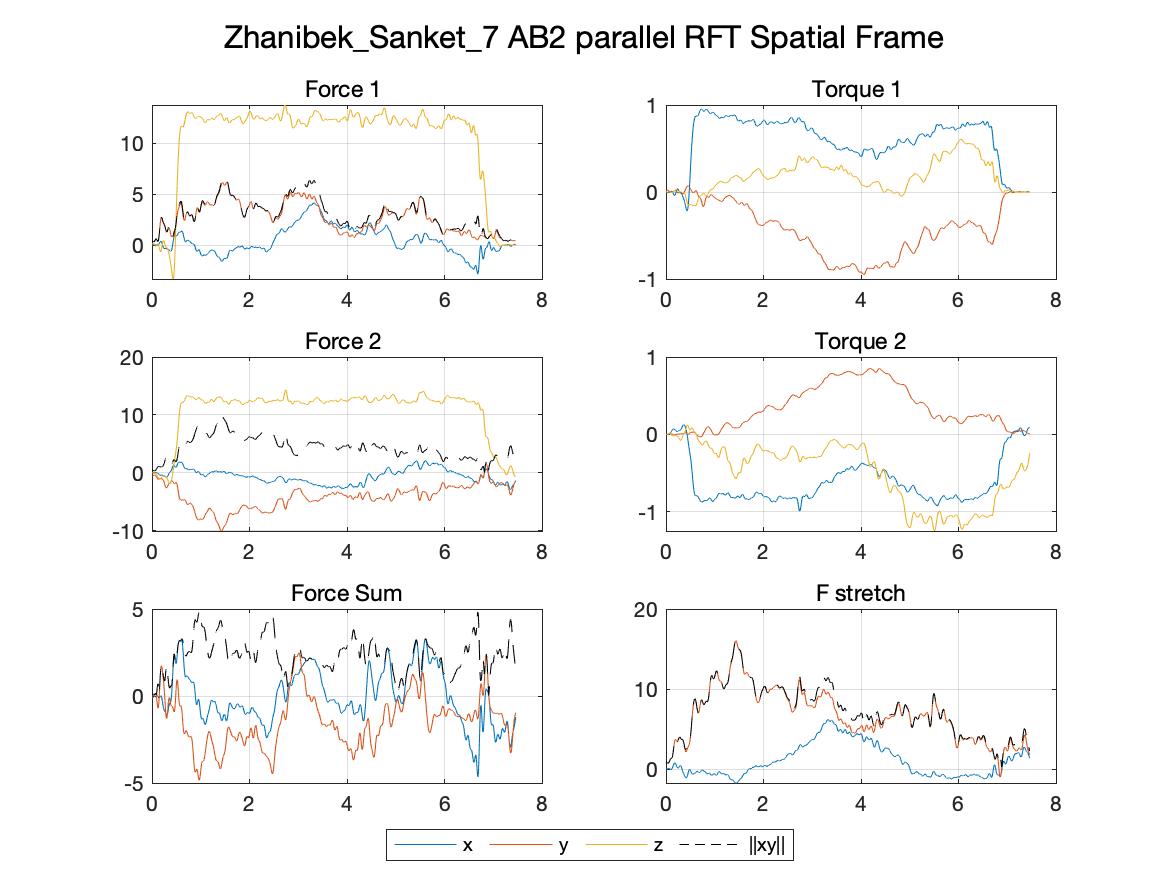 Zhanibek_Sanket_7 AB2 parallel RFT Spatial Frame
Force 1
10
5
0
0 2 4 6 8
Torque 1
1
0
-1
0 2 4 6 8
Force 2
20
10
0
-10
0 2 4 6 8
Torque 2
1
0
-1
0 2 4 6 8
Force Sum
5
0
-5
0 2 4 6 8
F stretch
20
10
0
0 2 4 6 8
x y z ||xy||